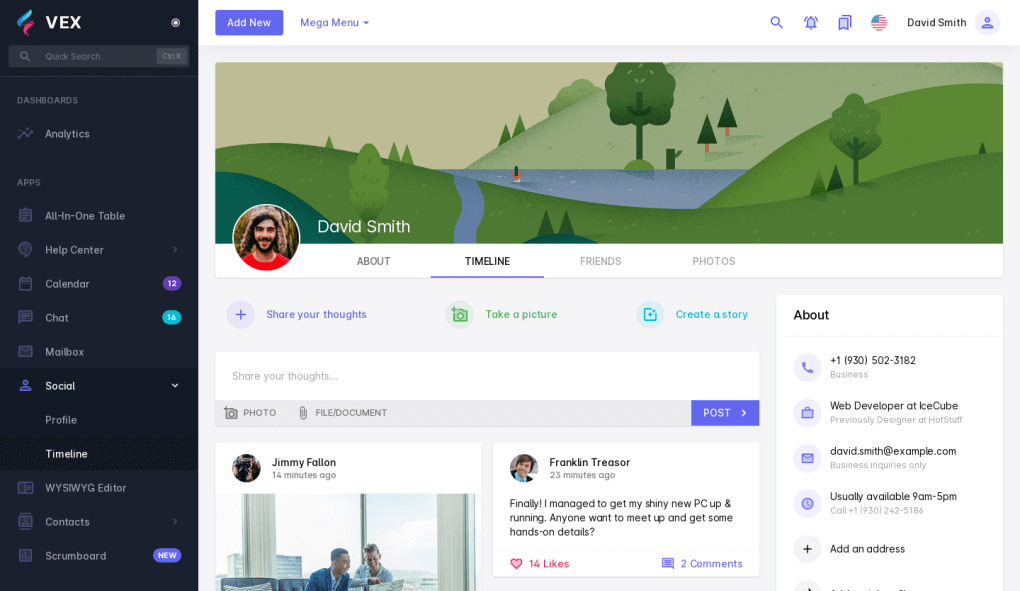 VEX
Quick Search
Ctrl K
DASHBOARDS
Analytics
APPS
All-In-One Table
Help Center
Calendar
12
Chat
16
Mailbox
Social
Profile
Timeline
WYSIWYG Editor
Contacts
Scrumboard
NEW
Add New
Mega Menu
David Smith
David Smith
ABOUT
TIMELINE
FRIENDS
PHOTOS
Share your thoughts
Take a picture
Create a story
Share your thoughts...
PHOTO
FILE/DOCUMENT
POST
Jimmy Fallon
14 minutes ago
Franklin Treasor
23 minutes ago
Finally! I managed to get my shiny new PC up &
running. Anyone want to meet up and get some
hands-on details?
14 Likes
2 Comments
About
+1 (930) 502-3182
Business
Web Developer at IceCube
Previously Designer at HotStuff
david.smith@example.com
Business inquiries only
Usually available 9am-5pm
Call +1 (930) 242-5186
Add an address